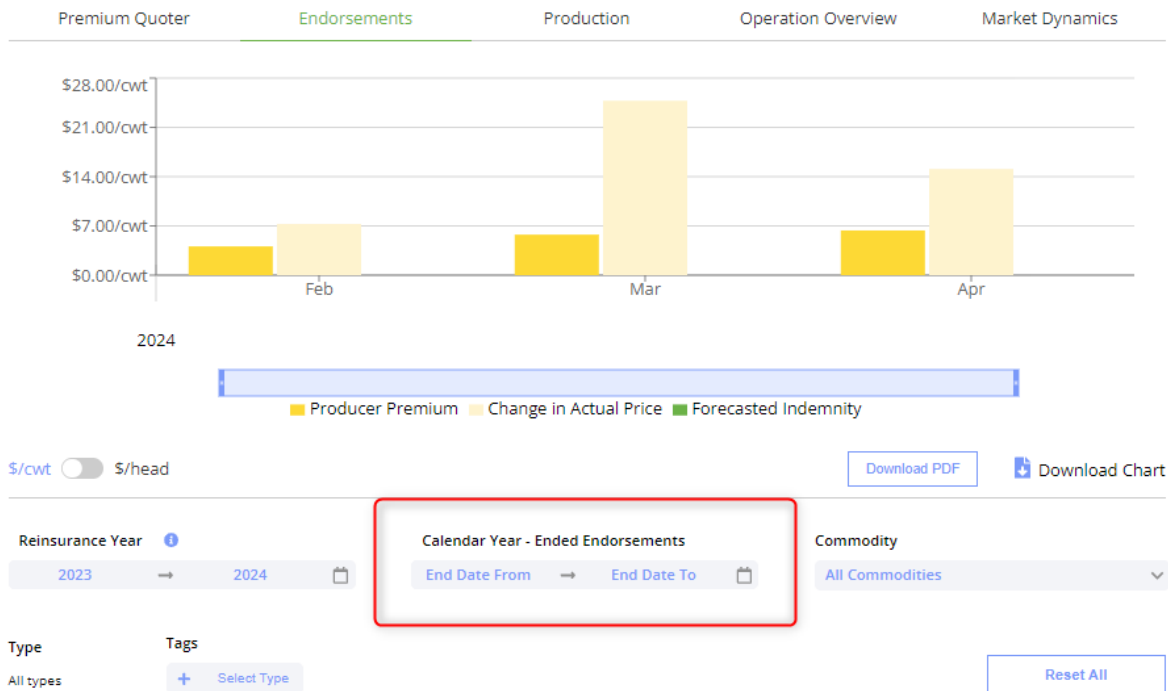 Premium Quoter Endorsements Production Operation Overview Market Dynamics
$28.00/cwt
$21.00/cwt
$14.00/cwt
$7.00/cwt
$0.00/cwt
Feb Mar Apr
2024
Producer Premium Change in Actual Price Forecasted Indemnity
$/cwt $/head Download PDF Download Chart
Reinsurance Year i Calendar Year - Ended Endorsements Commodity
2023 → 2024 End Date From → End Date To All Commodities
Type Tags
All types + Select Type Reset All